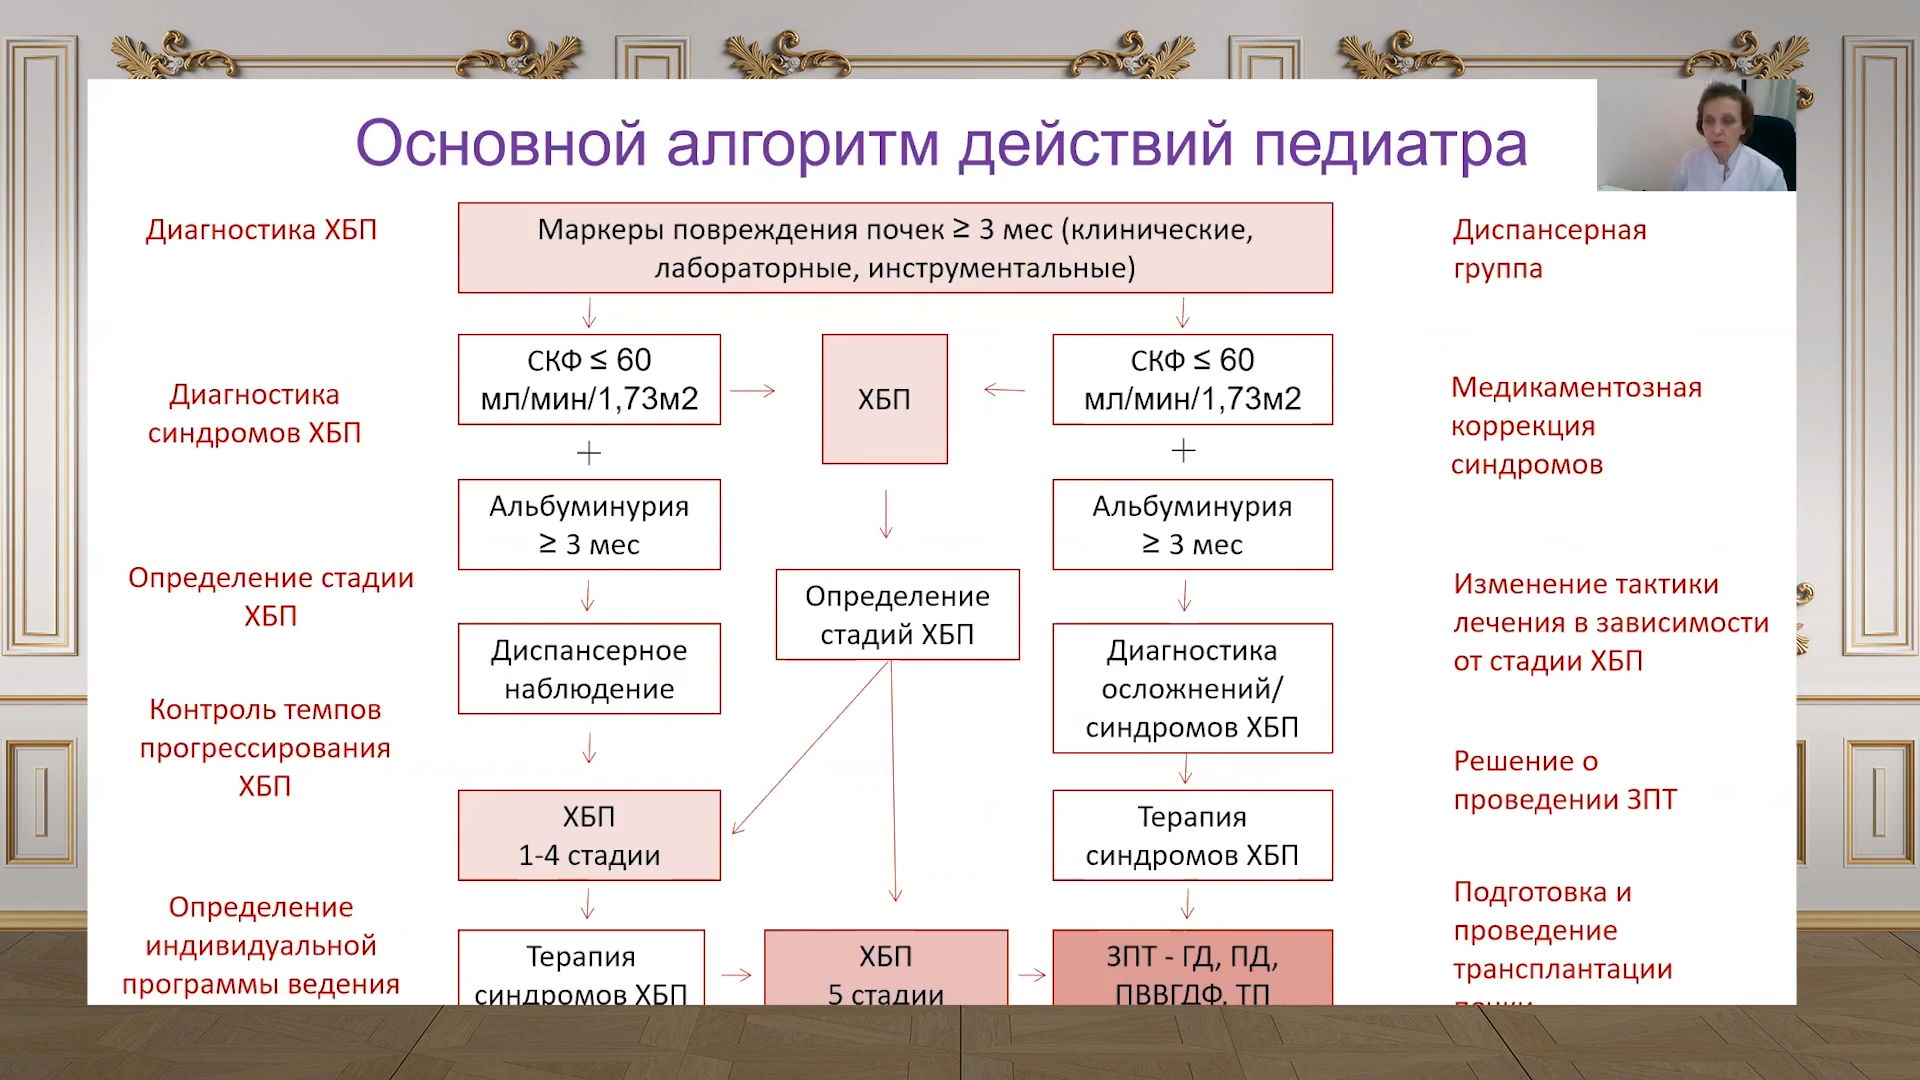 Основной алгоритм действий педиатра
Диагностика ХБП
Маркеры повреждения почек ≥ 3 мес (клинические,
лабораторные, инструментальные)
Диспансерная
группа
СКФ ≤ 60
мл/мин/1,73м2
ХБП
СКФ ≤ 60
мл/мин/1,73м2
Диагностика
синдромов ХБП
Медикаментозная
коррекция
синдромов
+
+
Альбуминурия
≥ 3 мес
Альбуминурия
≥ 3 мес
Определение стадии
ХБП
Определение
стадий ХБП
Изменение тактики
лечения в зависимости
от стадии ХБП
Диспансерное
наблюдение
Диагностика
осложнений/
синдромов ХБП
Контроль темпов
прогрессирования
ХБП
Решение о
проведении ЗПТ
ХБП
1-4 стадии
Терапия
синдромов ХБП
Определение
индивидуальной
программы ведения
Терапия
синдромов ХБП
ХБП
5 стадии
ЗПТ - ГД, ПД,
ПВВГДФ, ТП
Подготовка и
проведение
трансплантации